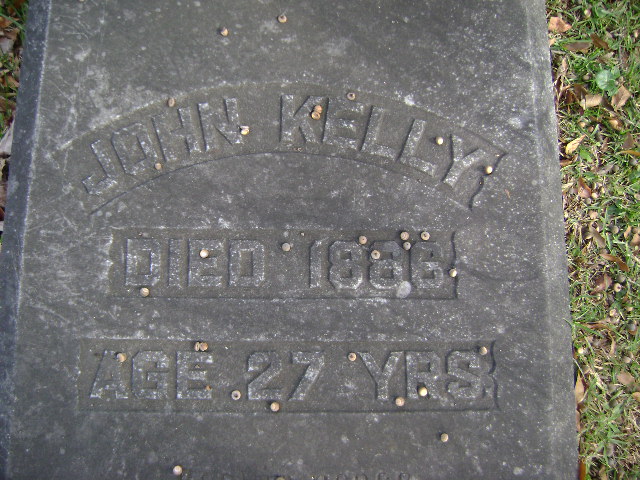 JOHN KELLY
DIED 1886
AGE 27 YRS.